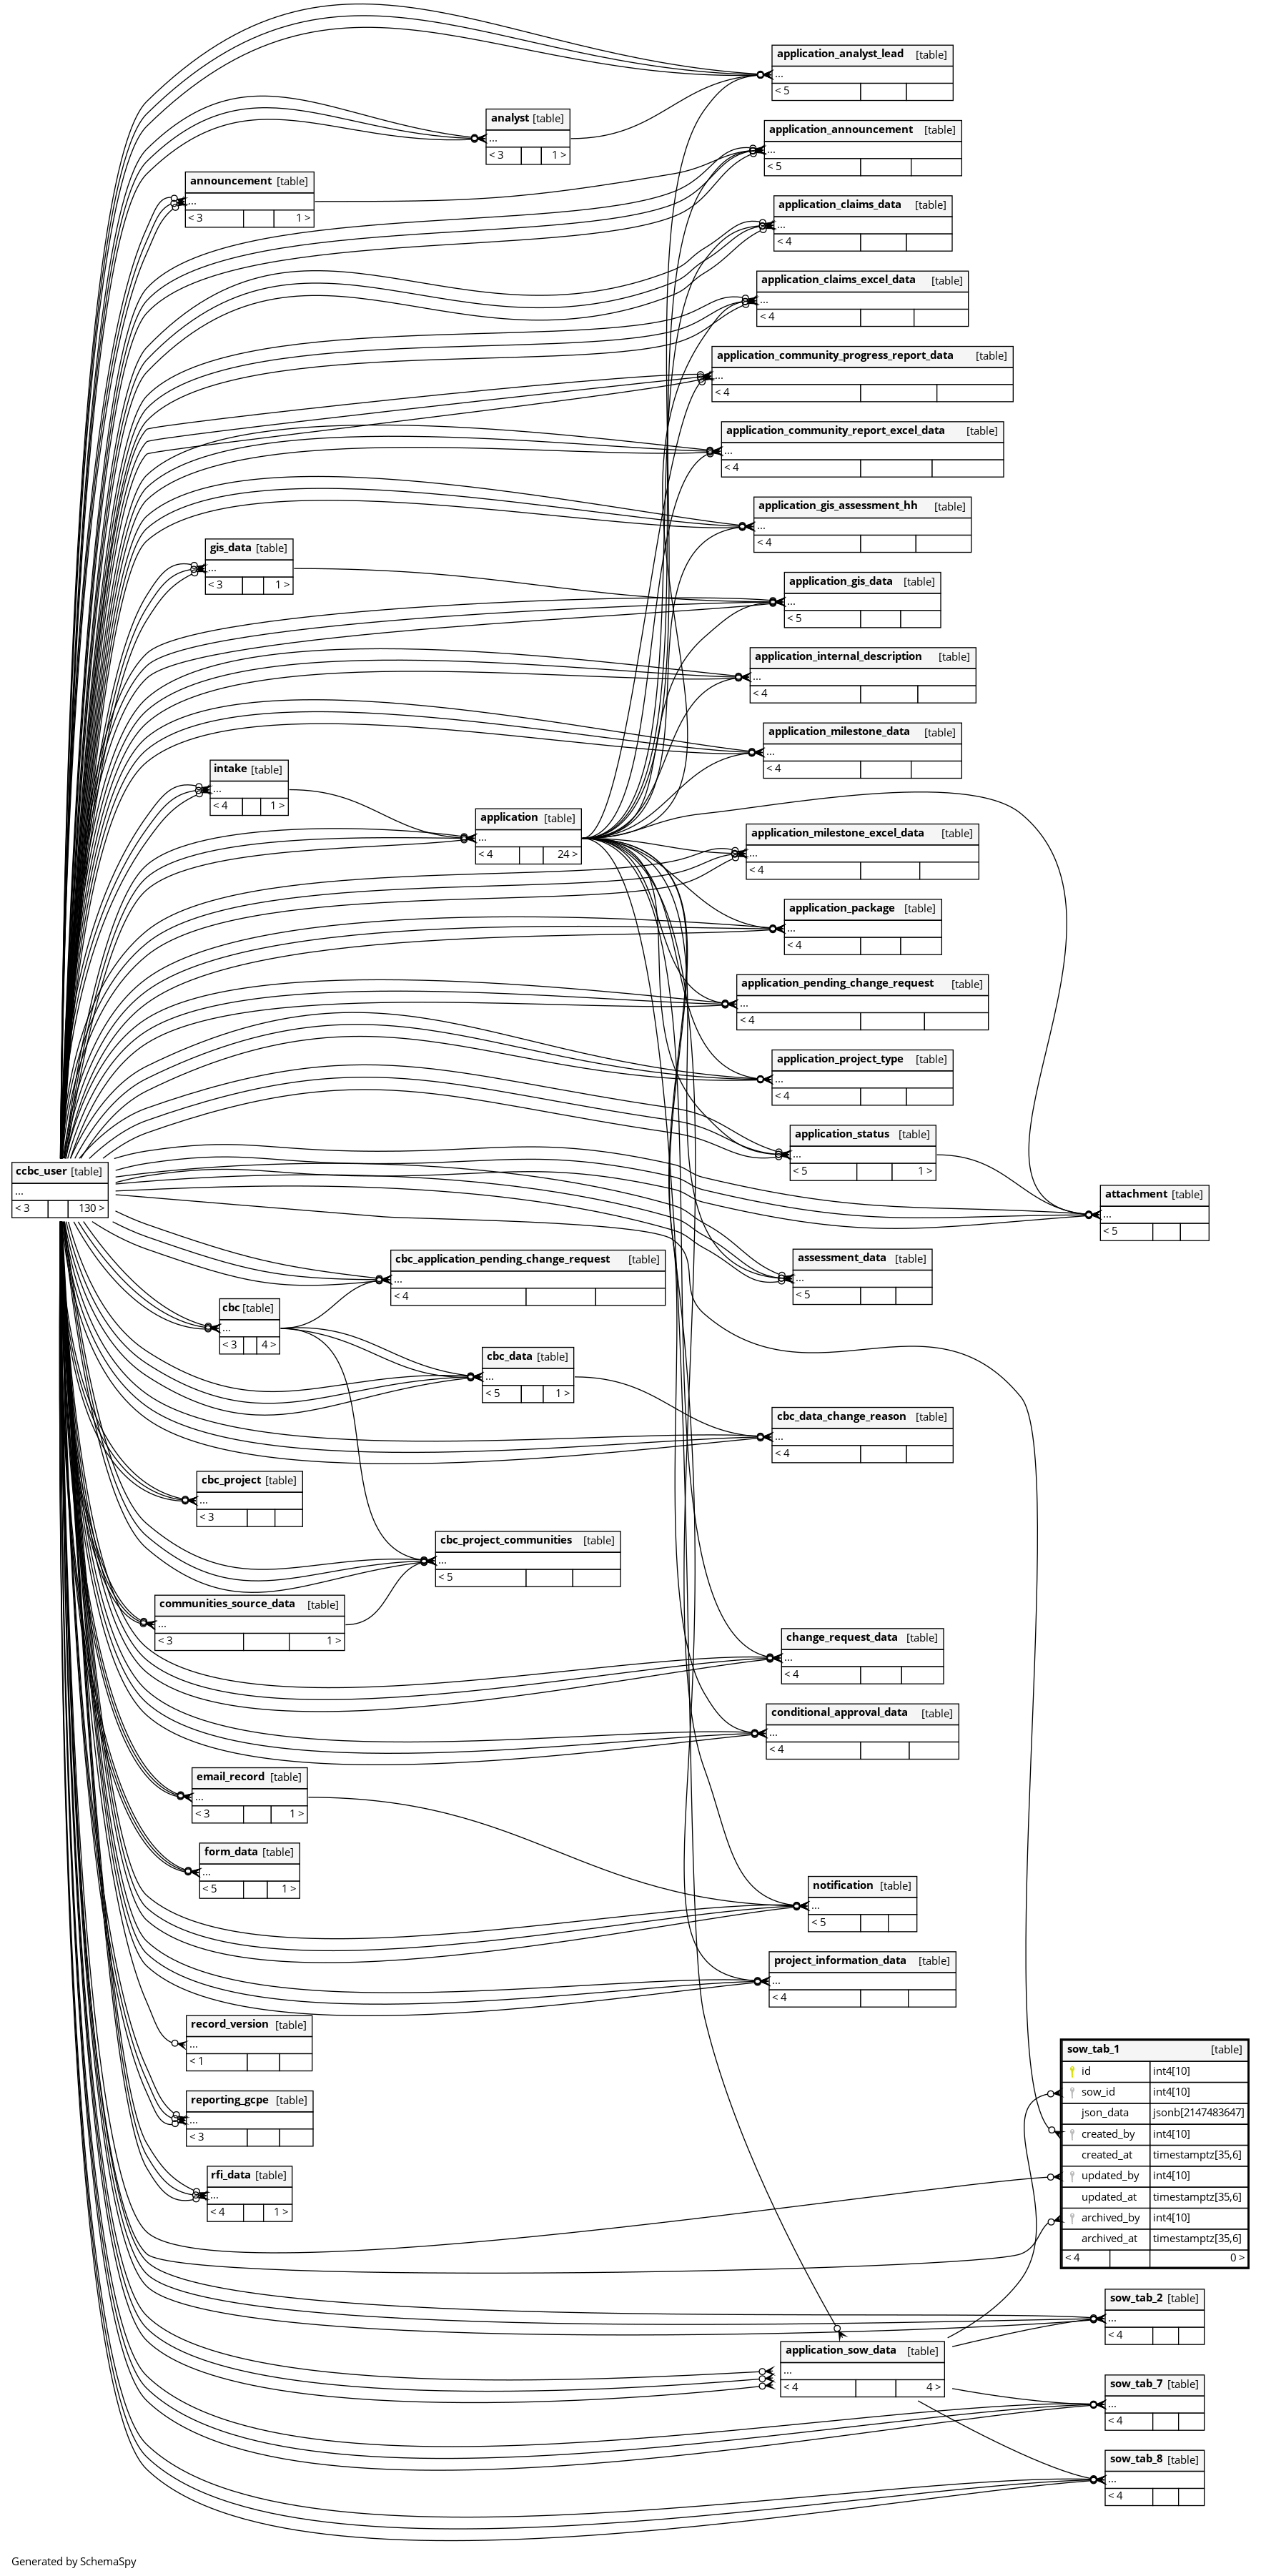 application_analyst_lead [table]
...
< 5
analyst [table]
...
< 3 1 >
application_announcement [table]
...
< 5
announcement [table]
...
< 3 1 >
application_claims_data [table]
...
< 4
application_claims_excel_data [table]
...
< 4
application_community_progress_report_data [table]
...
< 4
application_community_report_excel_data [table]
...
< 4
application_gis_assessment_hh [table]
...
< 4
gis_data [table]
...
< 3 1 >
application_gis_data [table]
...
< 5
application_internal_description [table]
...
< 4
application_milestone_data [table]
...
< 4
intake [table]
...
< 4 1 >
application [table]
...
< 4 24 >
application_milestone_excel_data [table]
...
< 4
application_package [table]
...
< 4
application_pending_change_request [table]
...
< 4
application_project_type [table]
...
< 4
application_status [table]
...
< 5 1 >
ccbc_user [table]
...
< 3 130 >
attachment [table]
...
< 5
assessment_data [table]
...
< 5
cbc_application_pending_change_request [table]
...
< 4
cbc [table]
...
< 3 4 >
cbc_data [table]
...
< 5 1 >
cbc_data_change_reason [table]
...
< 4
cbc_project [table]
...
< 3
cbc_project_communities [table]
...
< 5
communities_source_data [table]
...
< 3 1 >
change_request_data [table]
...
< 4
conditional_approval_data [table]
...
< 4
email_record [table]
...
< 3 1 >
form_data [table]
...
< 5 1 >
notification [table]
...
< 5
project_information_data [table]
...
< 4
record_version [table]
...
< 1
reporting_gcpe [table]
...
< 3
rfi_data [table]
...
< 4 1 >
sow_tab_1 [table]
id int4[10]
sow_id int4[10]
json_data jsonb[2147483647]
created_by int4[10]
created_at timestamptz[35,6]
updated_by int4[10]
updated_at timestamptz[35,6]
archived_by int4[10]
archived_at timestamptz[35,6]
< 4 0 >
sow_tab_2 [table]
...
< 4
application_sow_data [table]
...
< 4 4 >
sow_tab_7 [table]
...
< 4
sow_tab_8 [table]
...
< 4
Generated by SchemaSpy